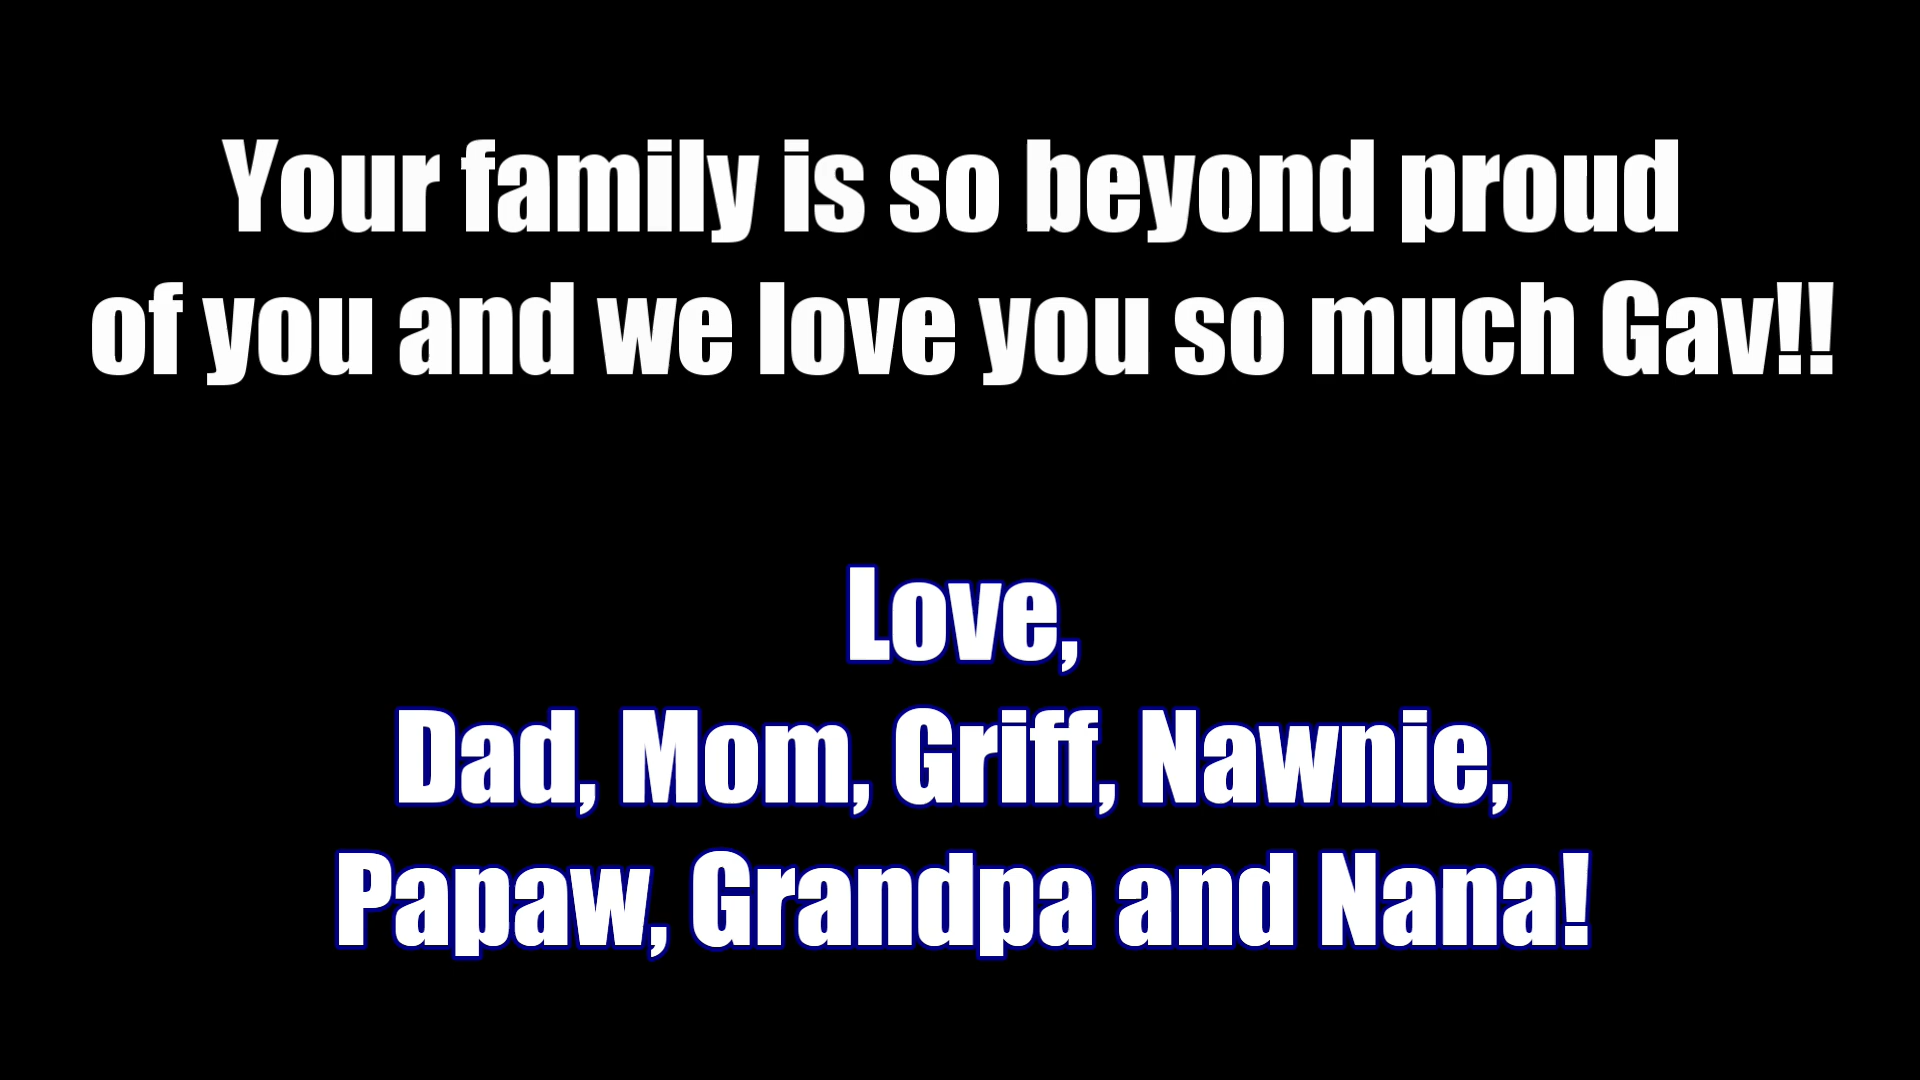 Your family is so beyond proud
of you and we love you so much Gav!!
Love,
Dad, Mom, Griff, Nawnie,
Papaw, Grandpa and Nana!